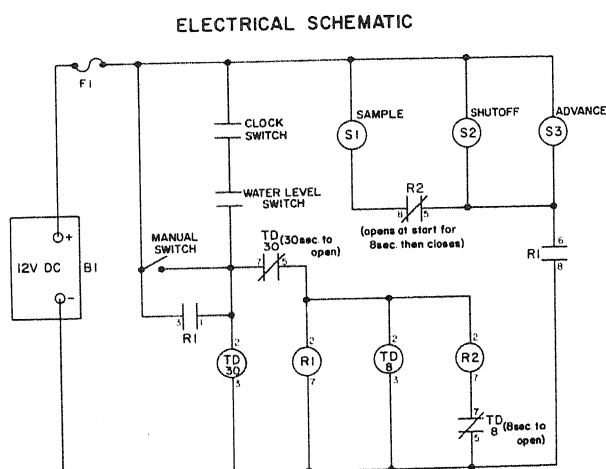 ELECTRICAL SCHEMATIC
F1
CLOCK
SWITCH
WATER LEVEL
SWITCH
SAMPLE
S1
SHUTOFF
S2
ADVANCE
S3
R2
8 5
(opens at start for
8sec. then closes)
6
R1
8
+
12V DC
B1
-
MANUAL
SWITCH
TD
30
(30sec. to
open)
7 5
3 1
R1
2
TD
30
3
2
R1
7
2
TD
8
3
2
R2
7
7
TD
8
(8sec. to
open)
5